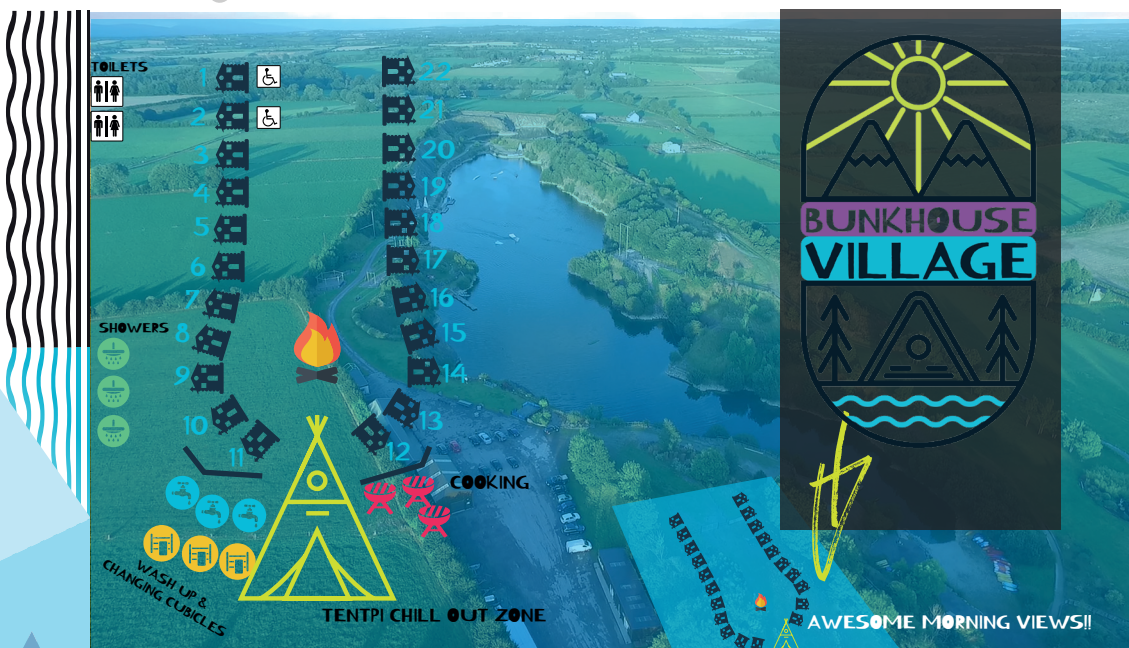 TOILETS
1
2
3
4
5
6
7
8
9
10
11
22
21
20
19
18
17
16
15
14
13
12
SHOWERS
COOKING
WASH UP &
CHANGING CUBICLES
TENTPI CHILL OUT ZONE
BUNKHOUSE
VILLAGE
AWESOME MORNING VIEWS!!